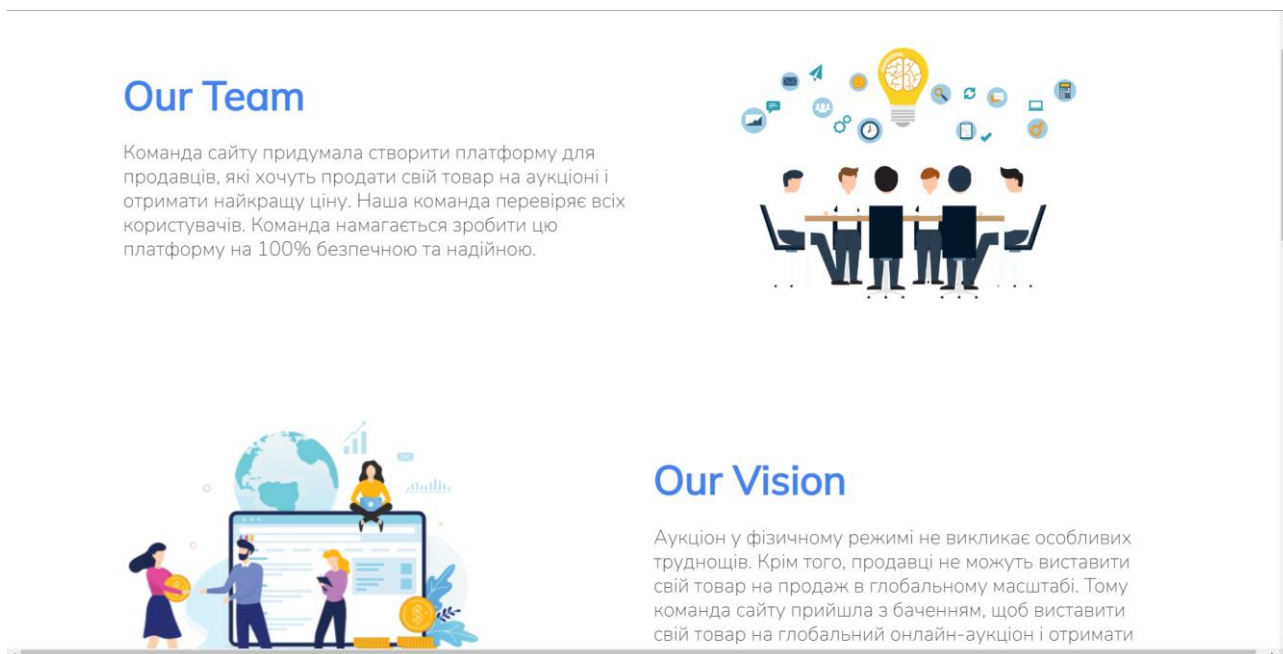 Our Team
Команда сайту придумала створити платформу для
продавців, які хочуть продати свій товар на аукціоні і
отримати найкращу ціну. Наша команда перевіряє всіх
користувачів. Команда намагається зробити цю
платформу на 100% безпечною та надійною.
Our Vision
Аукціон у фізичному режимі не викликає особливих
труднощів. Крім того, продавці не можуть виставити
свій товар на продаж в глобальному масштабі. Тому
команда сайту прийшла з баченням, щоб виставити
свій товар на глобальний онлайн-аукціон і отримати